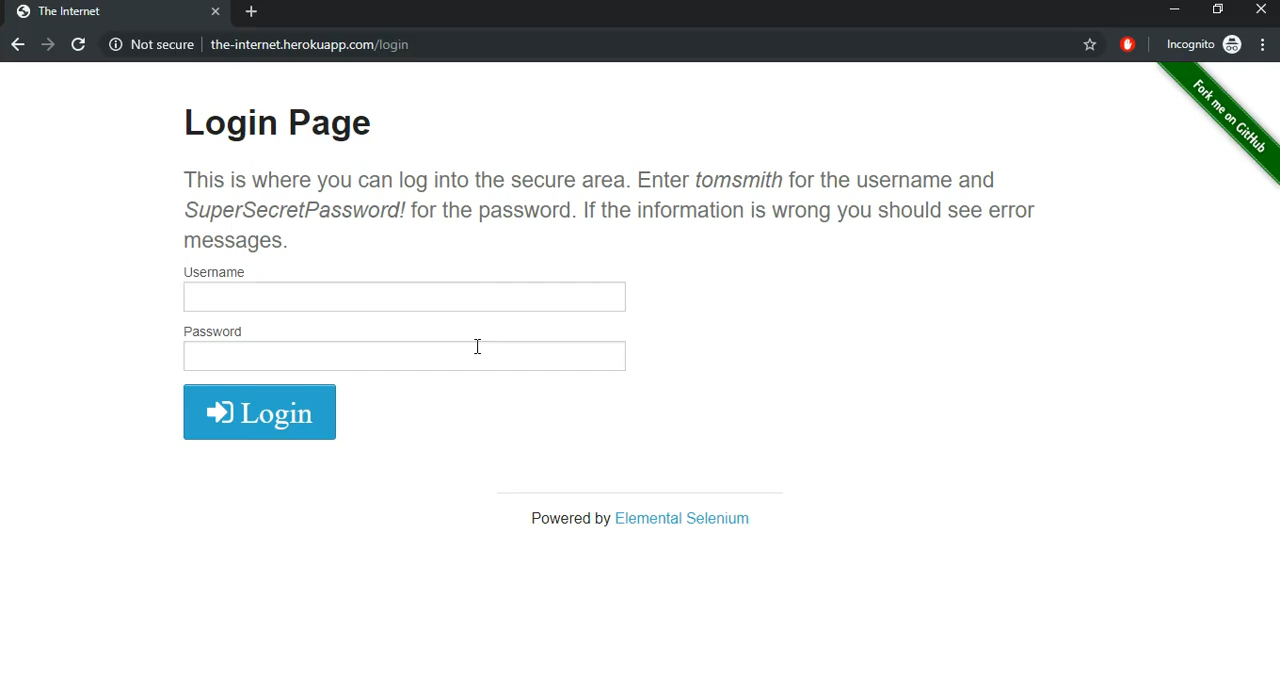 The Internet
Not secure the-internet.herokuapp.com/login Incognito
Fork me on GitHub
Login Page
This is where you can log into the secure area. Enter tomsmith for the username and
SuperSecretPassword! for the password. If the information is wrong you should see error
messages.
Username
Password
Login
Powered by Elemental Selenium